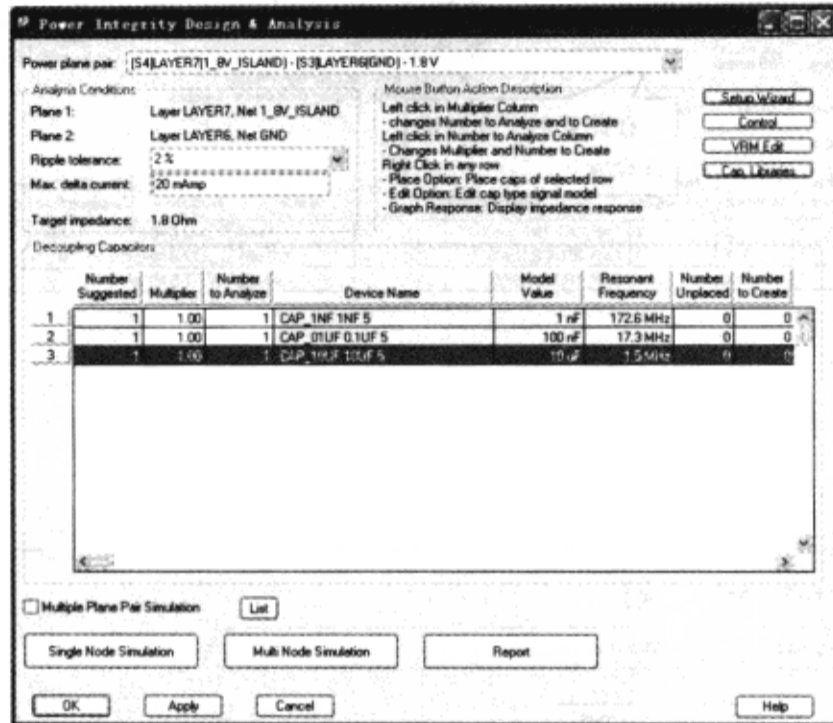 Power Integrity Design & Analysis
Power plane pair: (S4|LAYER7|1_8V_ISLAND) - (S3|LAYER6|GND) - 1.8 V
Analysis Conditions
Plane 1: Layer LAYER7, Net 1_8V_ISLAND
Plane 2: Layer LAYER6, Net GND
Ripple tolerance: 2 %
Max. delta current: 20 mAmp
Target impedance: 1.8 Ohm
Mouse Button Action Description
Left click in Multiplier Column
- changes Number to Analyze and to Create
Left click in Number to Analyze Column
- Changes Multiplier and Number to Create
Right Click in any row
- Place Option: Place caps of selected row
- Edit Option: Edit cap type signal model
- Graph Response: Display impedance response
Setup Wizard
Control
VRM Edit
Cap. Libraries
Decoupling Capacitors
Number Suggested Multiplier Number to Analyze Device Name Model Value Resonant Frequency Number Unplaced Number to Create
1 1 1.00 1 CAP_1NF 1NF 5 1 nF 172.6 MHz 0 0
2 1 1.00 1 CAP_01UF 0.1UF 5 100 nF 17.3 MHz 0 0
3 1 1.00 1 CAP_10UF 10UF 5 10 uF 1.5 MHz 0 0
Multiple Plane Pair Simulation List
Single Node Simulation Multi Node Simulation Report
OK Apply Cancel Help